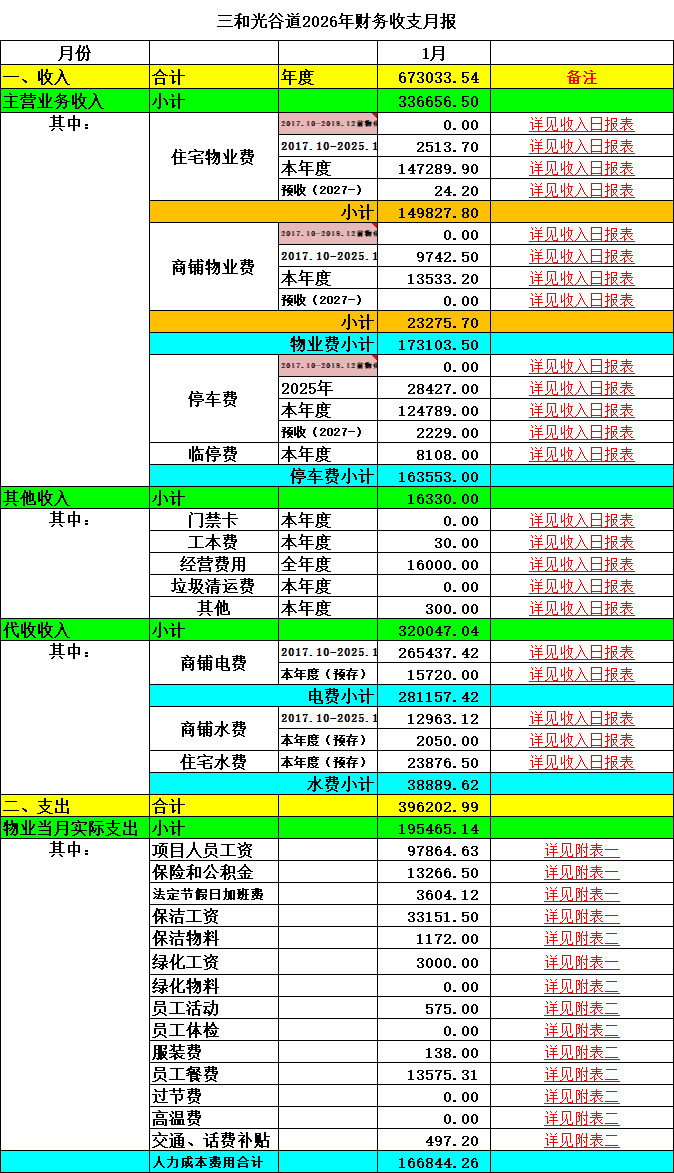 三和光谷道2026年财务收支月报
月份 1月
一、收入 合计 年度 673033.54 备注
主营业务收入 小计 336656.50
其中: 住宅物业费 2017.10-2018.12 0.00 详见收入日报表
2017.10-2025.1 2513.70 详见收入日报表
本年度 147289.90 详见收入日报表
预收（2027-） 24.20 详见收入日报表
小计 149827.80
商铺物业费 2017.10-2018.12 0.00 详见收入日报表
2017.10-2025.1 9742.50 详见收入日报表
本年度 13533.20 详见收入日报表
预收（2027-） 0.00 详见收入日报表
小计 23275.70
物业费小计 173103.50
停车费 2017.10-2018.12 0.00 详见收入日报表
2025年 28427.00 详见收入日报表
本年度 124789.00 详见收入日报表
预收（2027-） 2229.00 详见收入日报表
临停费 本年度 8108.00 详见收入日报表
停车费小计 163553.00
其他收入 小计 16330.00
其中: 门禁卡 本年度 0.00 详见收入日报表
工本费 本年度 30.00 详见收入日报表
经营费用 全年度 16000.00 详见收入日报表
垃圾清运费 本年度 0.00 详见收入日报表
其他 本年度 300.00 详见收入日报表
代收收入 小计 320047.04
其中: 商铺电费 2017.10-2025.1 265437.42 详见收入日报表
本年度（预存） 15720.00 详见收入日报表
电费小计 281157.42
商铺水费 2017.10-2025.1 12963.12 详见收入日报表
本年度（预存） 2050.00 详见收入日报表
住宅水费 本年度（预存） 23876.50 详见收入日报表
水费小计 38889.62
二、支出 合计 396202.99
物业当月实际支出 小计 195465.14
其中: 项目人员工资 97864.63 详见附表一
保险和公积金 13266.50 详见附表一
法定节假日加班费 3604.12 详见附表一
保洁工资 33151.50 详见附表一
保洁物料 1172.00 详见附表二
绿化工资 3000.00 详见附表一
绿化物料 0.00 详见附表二
员工活动 575.00 详见附表二
员工体检 0.00 详见附表二
服装费 138.00 详见附表二
员工餐费 13575.31 详见附表二
过节费 0.00 详见附表二
高温费 0.00 详见附表二
交通、话费补贴 497.20 详见附表二
人力成本费用合计 166844.26